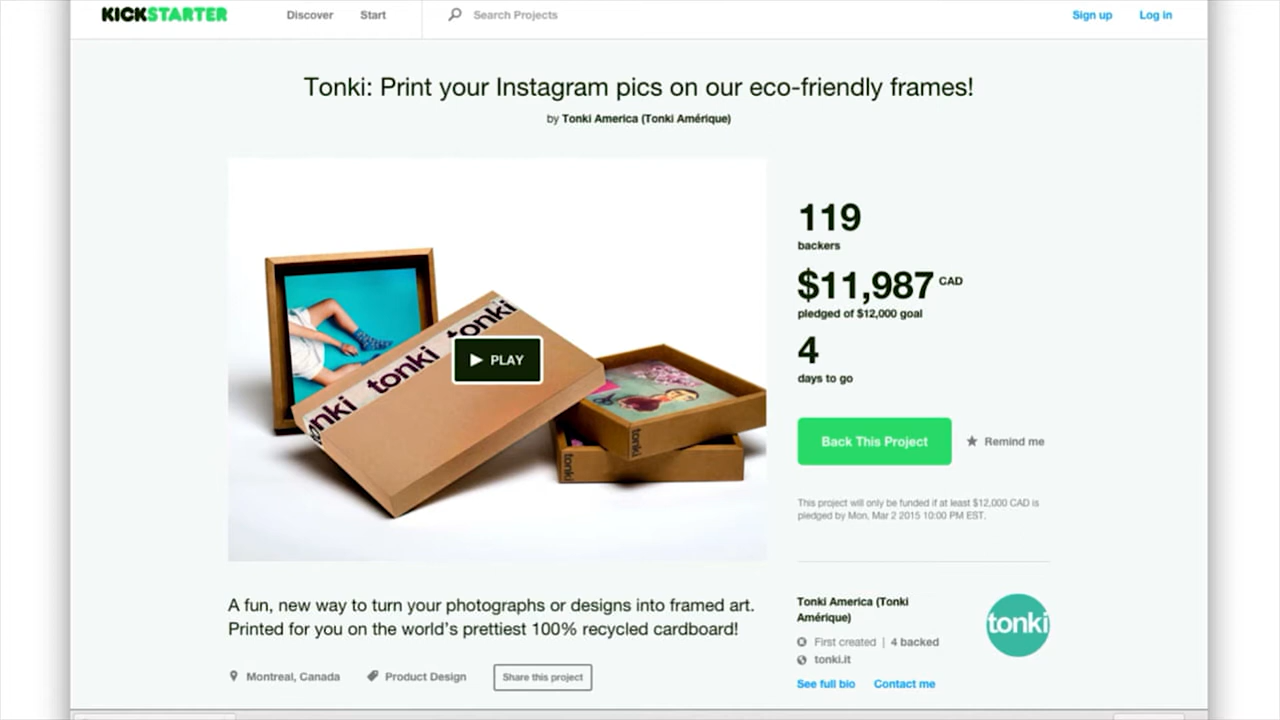 KICKSTARTER
Discover
Start
Search Projects
Sign up
Log in
Tonki: Print your Instagram pics on our eco-friendly frames!
by Tonki America (Tonki Amérique)
tonki
tonki
nki
PLAY
tonki
tonki
119
backers
$11,987 CAD
pledged of $12,000 goal
4
days to go
Back This Project
Remind me
This project will only be funded if at least $12,000 CAD is
pledged by Mon, Mar 2 2015 10:00 PM EST.
A fun, new way to turn your photographs or designs into framed art.
Printed for you on the world's prettiest 100% recycled cardboard!
Montreal, Canada
Product Design
Share this project
Tonki America (Tonki
Amérique)
First created | 4 backed
tonki.it
See full bio
Contact me
tonki